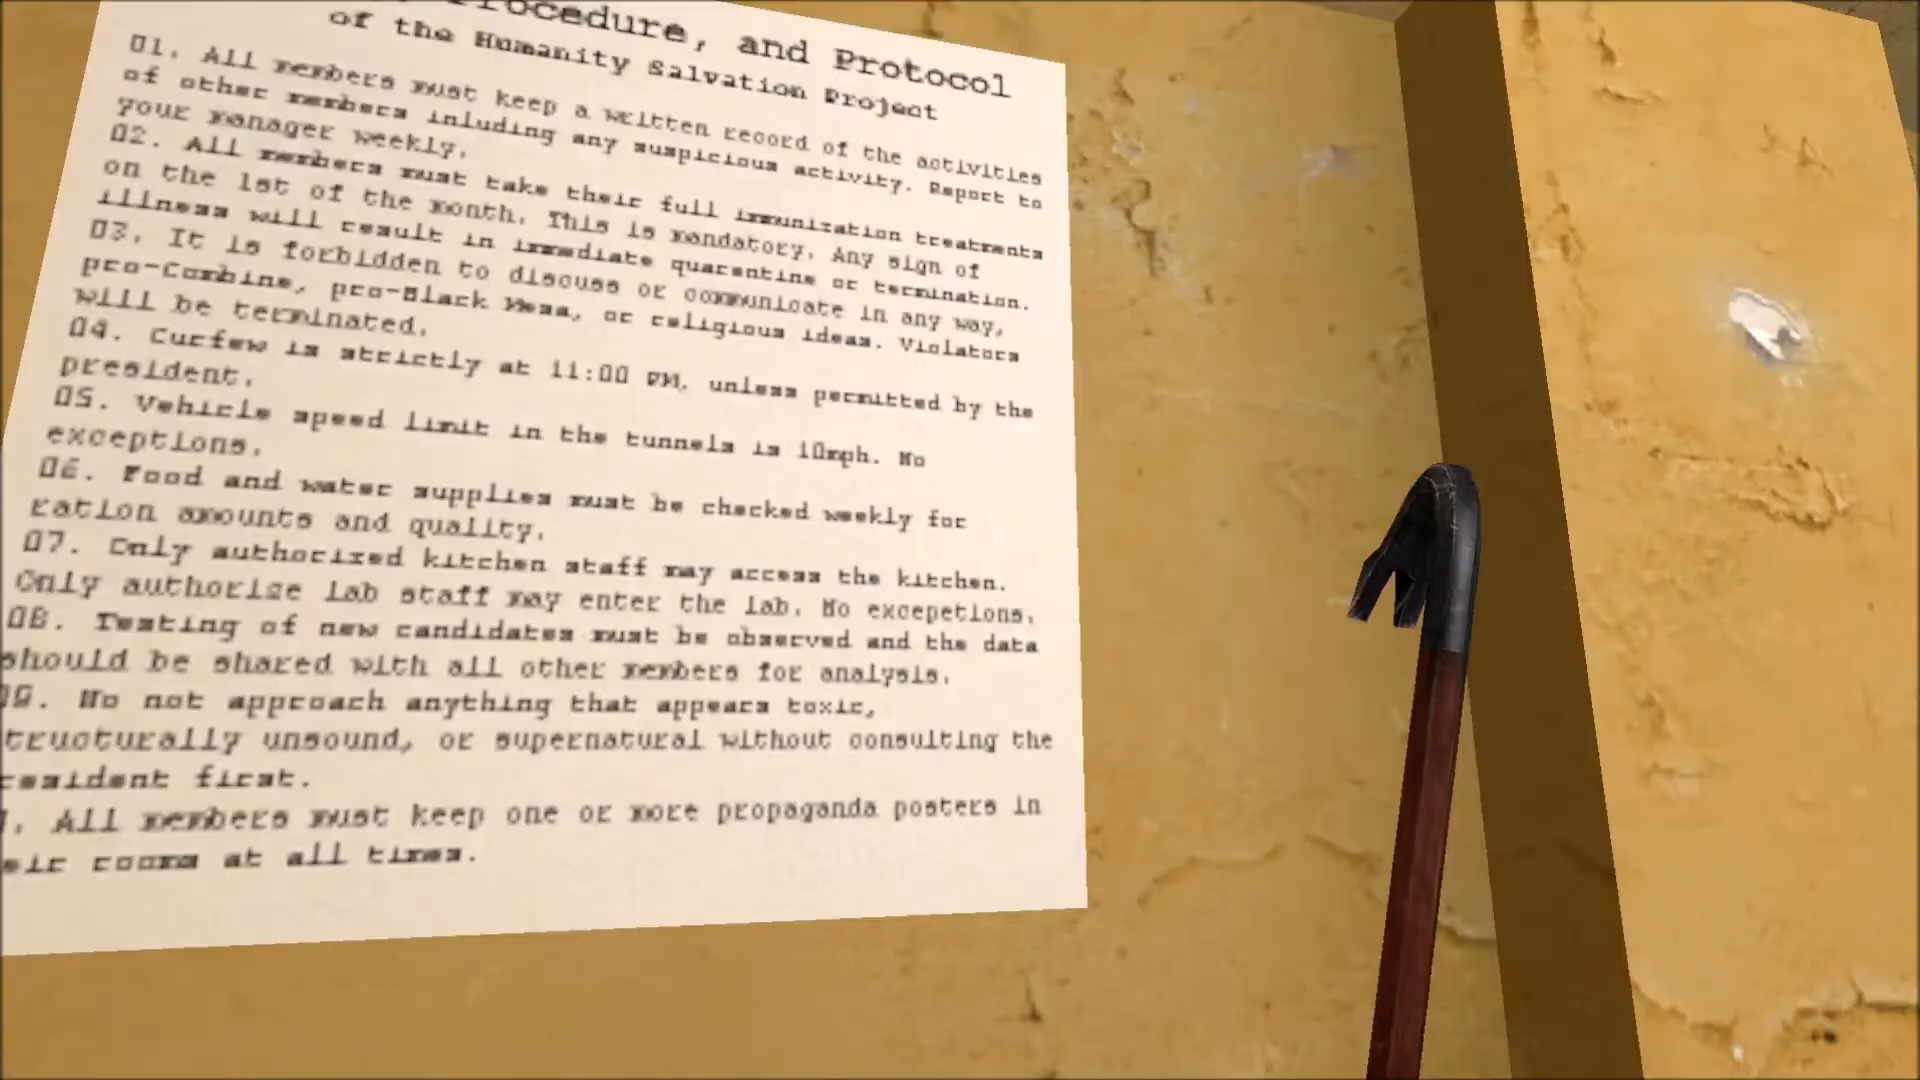 rocedure, and Protocol
of the Humanity Salvation Project
01. All members must keep a written record of the activities
of other members inluding any suspicious activity. Report to
your manager weekly.
02. All members must take their full immunization treatments
on the 1st of the month. This is mandatory. Any sign of
illness will result in immediate quarantine or termination.
03. It is forbidden to discuss or communicate in any way,
pro-Combine, pro-Black Mesa, or religious ideas. Violators
will be terminated.
04. Curfew is strictly at 11:00 PM, unless permitted by the
president.
05. Vehicle speed limit in the tunnels is 10mph. No
exceptions.
06. Food and water supplies must be checked weekly for
ration amounts and quality.
07. Only authorized kitchen staff may access the kitchen.
Only authorize lab staff may enter the lab. No excepetions.
08. Testing of new candidates must be observed and the data
should be shared with all other members for analysis.
09. No not approach anything that appears toxic,
tructurally unsound, or supernatural without consulting the
resident first.
. All members must keep one or more propaganda posters in
eir rooms at all times.